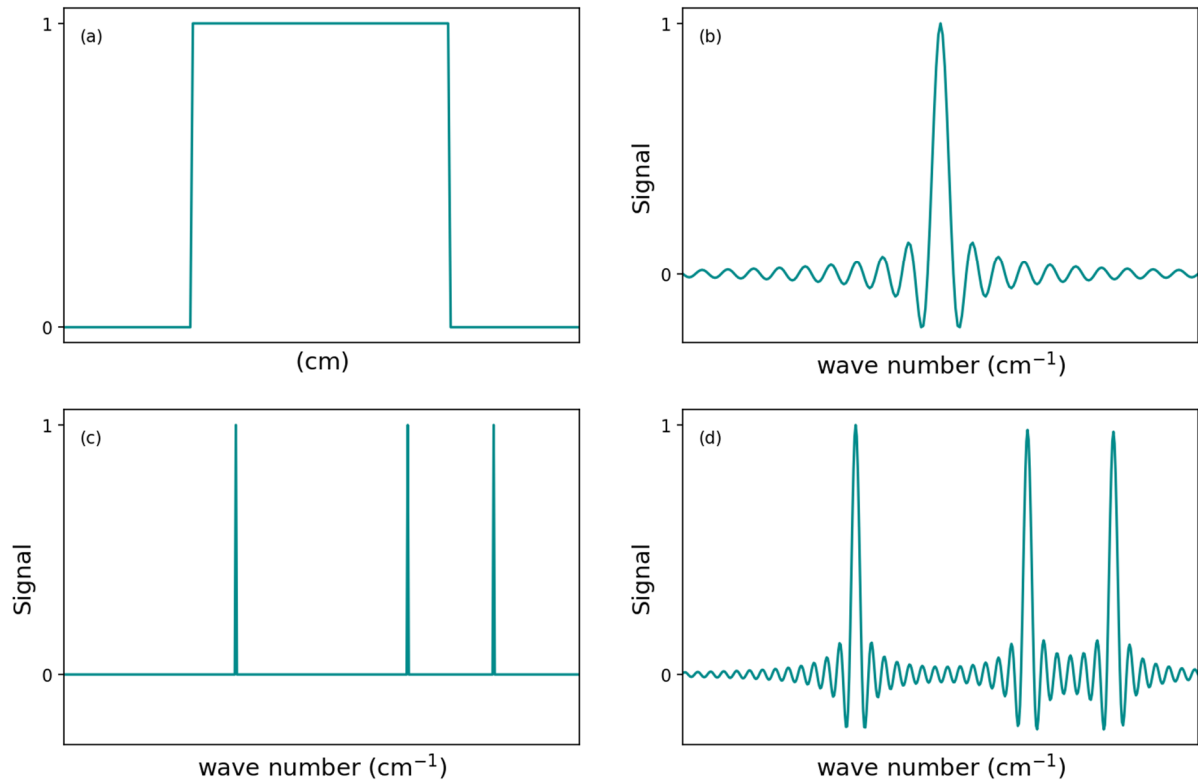 1
(a)
0
(cm)
1
(b)
Signal
0
wave number (cm⁻¹)
1
(c)
Signal
0
wave number (cm⁻¹)
1
(d)
Signal
0
wave number (cm⁻¹)